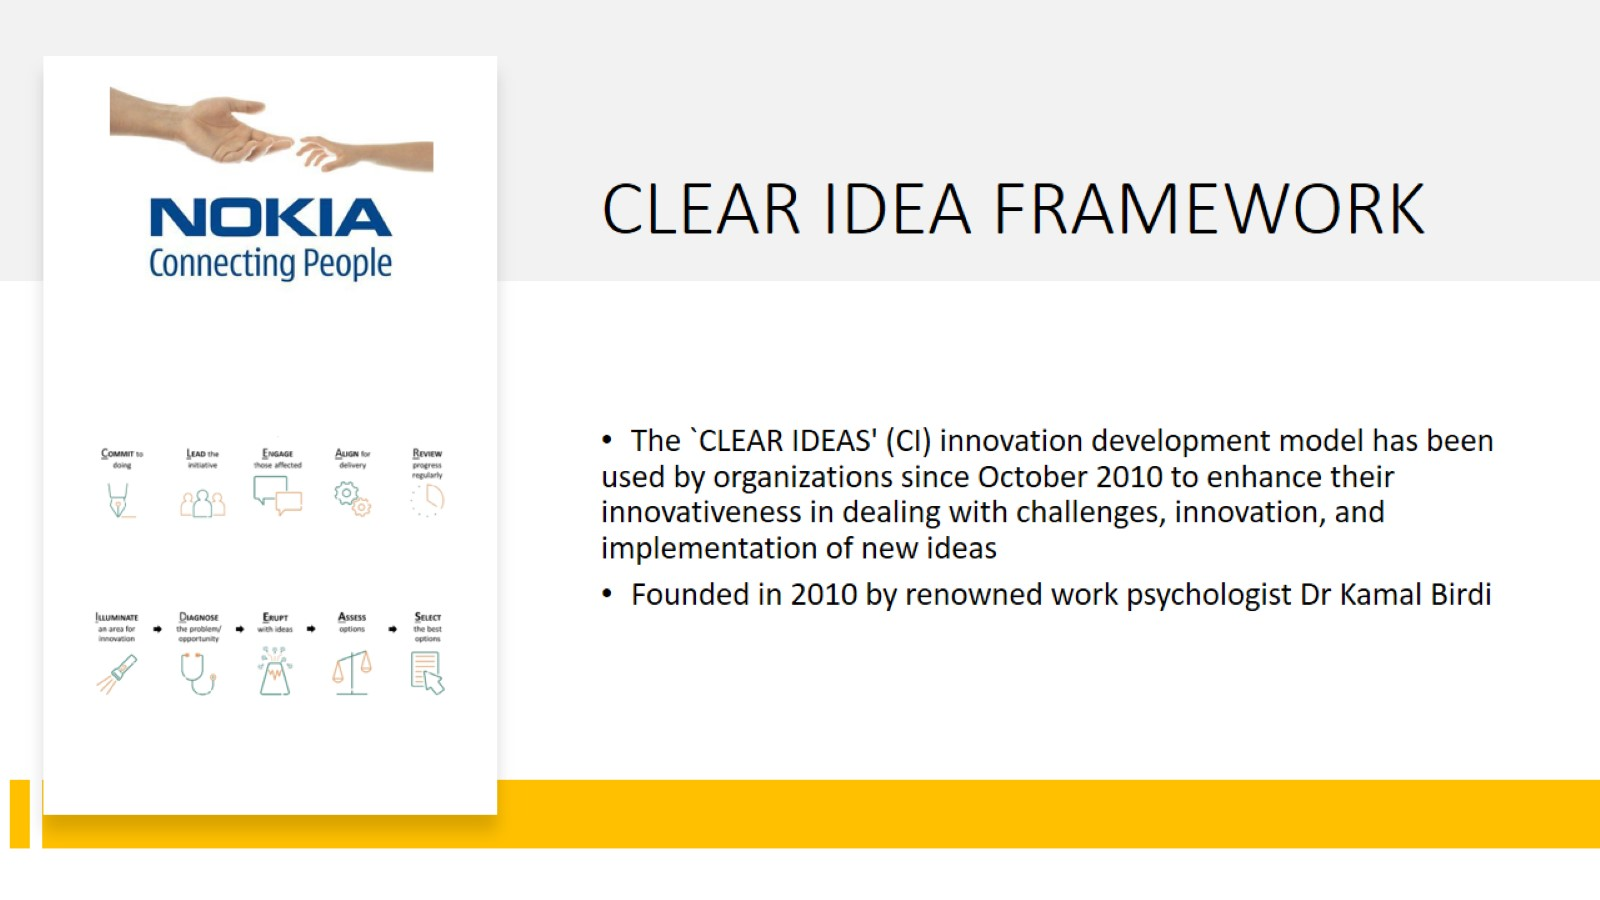 NOKIA
Connecting People
CLEAR IDEA FRAMEWORK
COMMIT to
doing
LEAD the
initiative
ENGAGE
those affected
ALIGN for
delivery
REVIEW
progress
regularly
ILLUMINATE
an area for
innovation
DIAGNOSE
the problem/
opportunity
ERUPT
with ideas
ASSESS
options
SELECT
the best
options
• The `CLEAR IDEAS' (CI) innovation development model has been
used by organizations since October 2010 to enhance their
innovativeness in dealing with challenges, innovation, and
implementation of new ideas
• Founded in 2010 by renowned work psychologist Dr Kamal Birdi